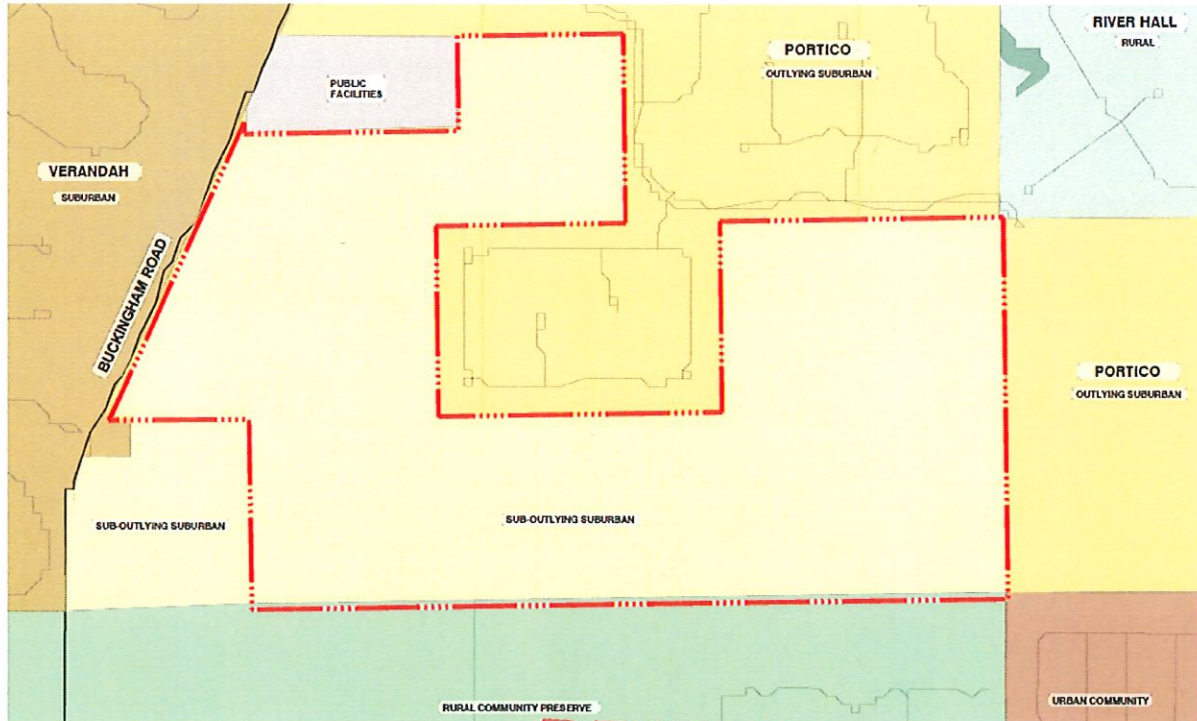 RIVER HALL
RURAL
PORTICO
OUTLYING SUBURBAN
PUBLIC
FACILITIES
VERANDAH
SUBURBAN
BUCKINGHAM ROAD
PORTICO
OUTLYING SUBURBAN
SUB-OUTLYING SUBURBAN
SUB-OUTLYING SUBURBAN
RURAL COMMUNITY PRESERVE
URBAN COMMUNITY